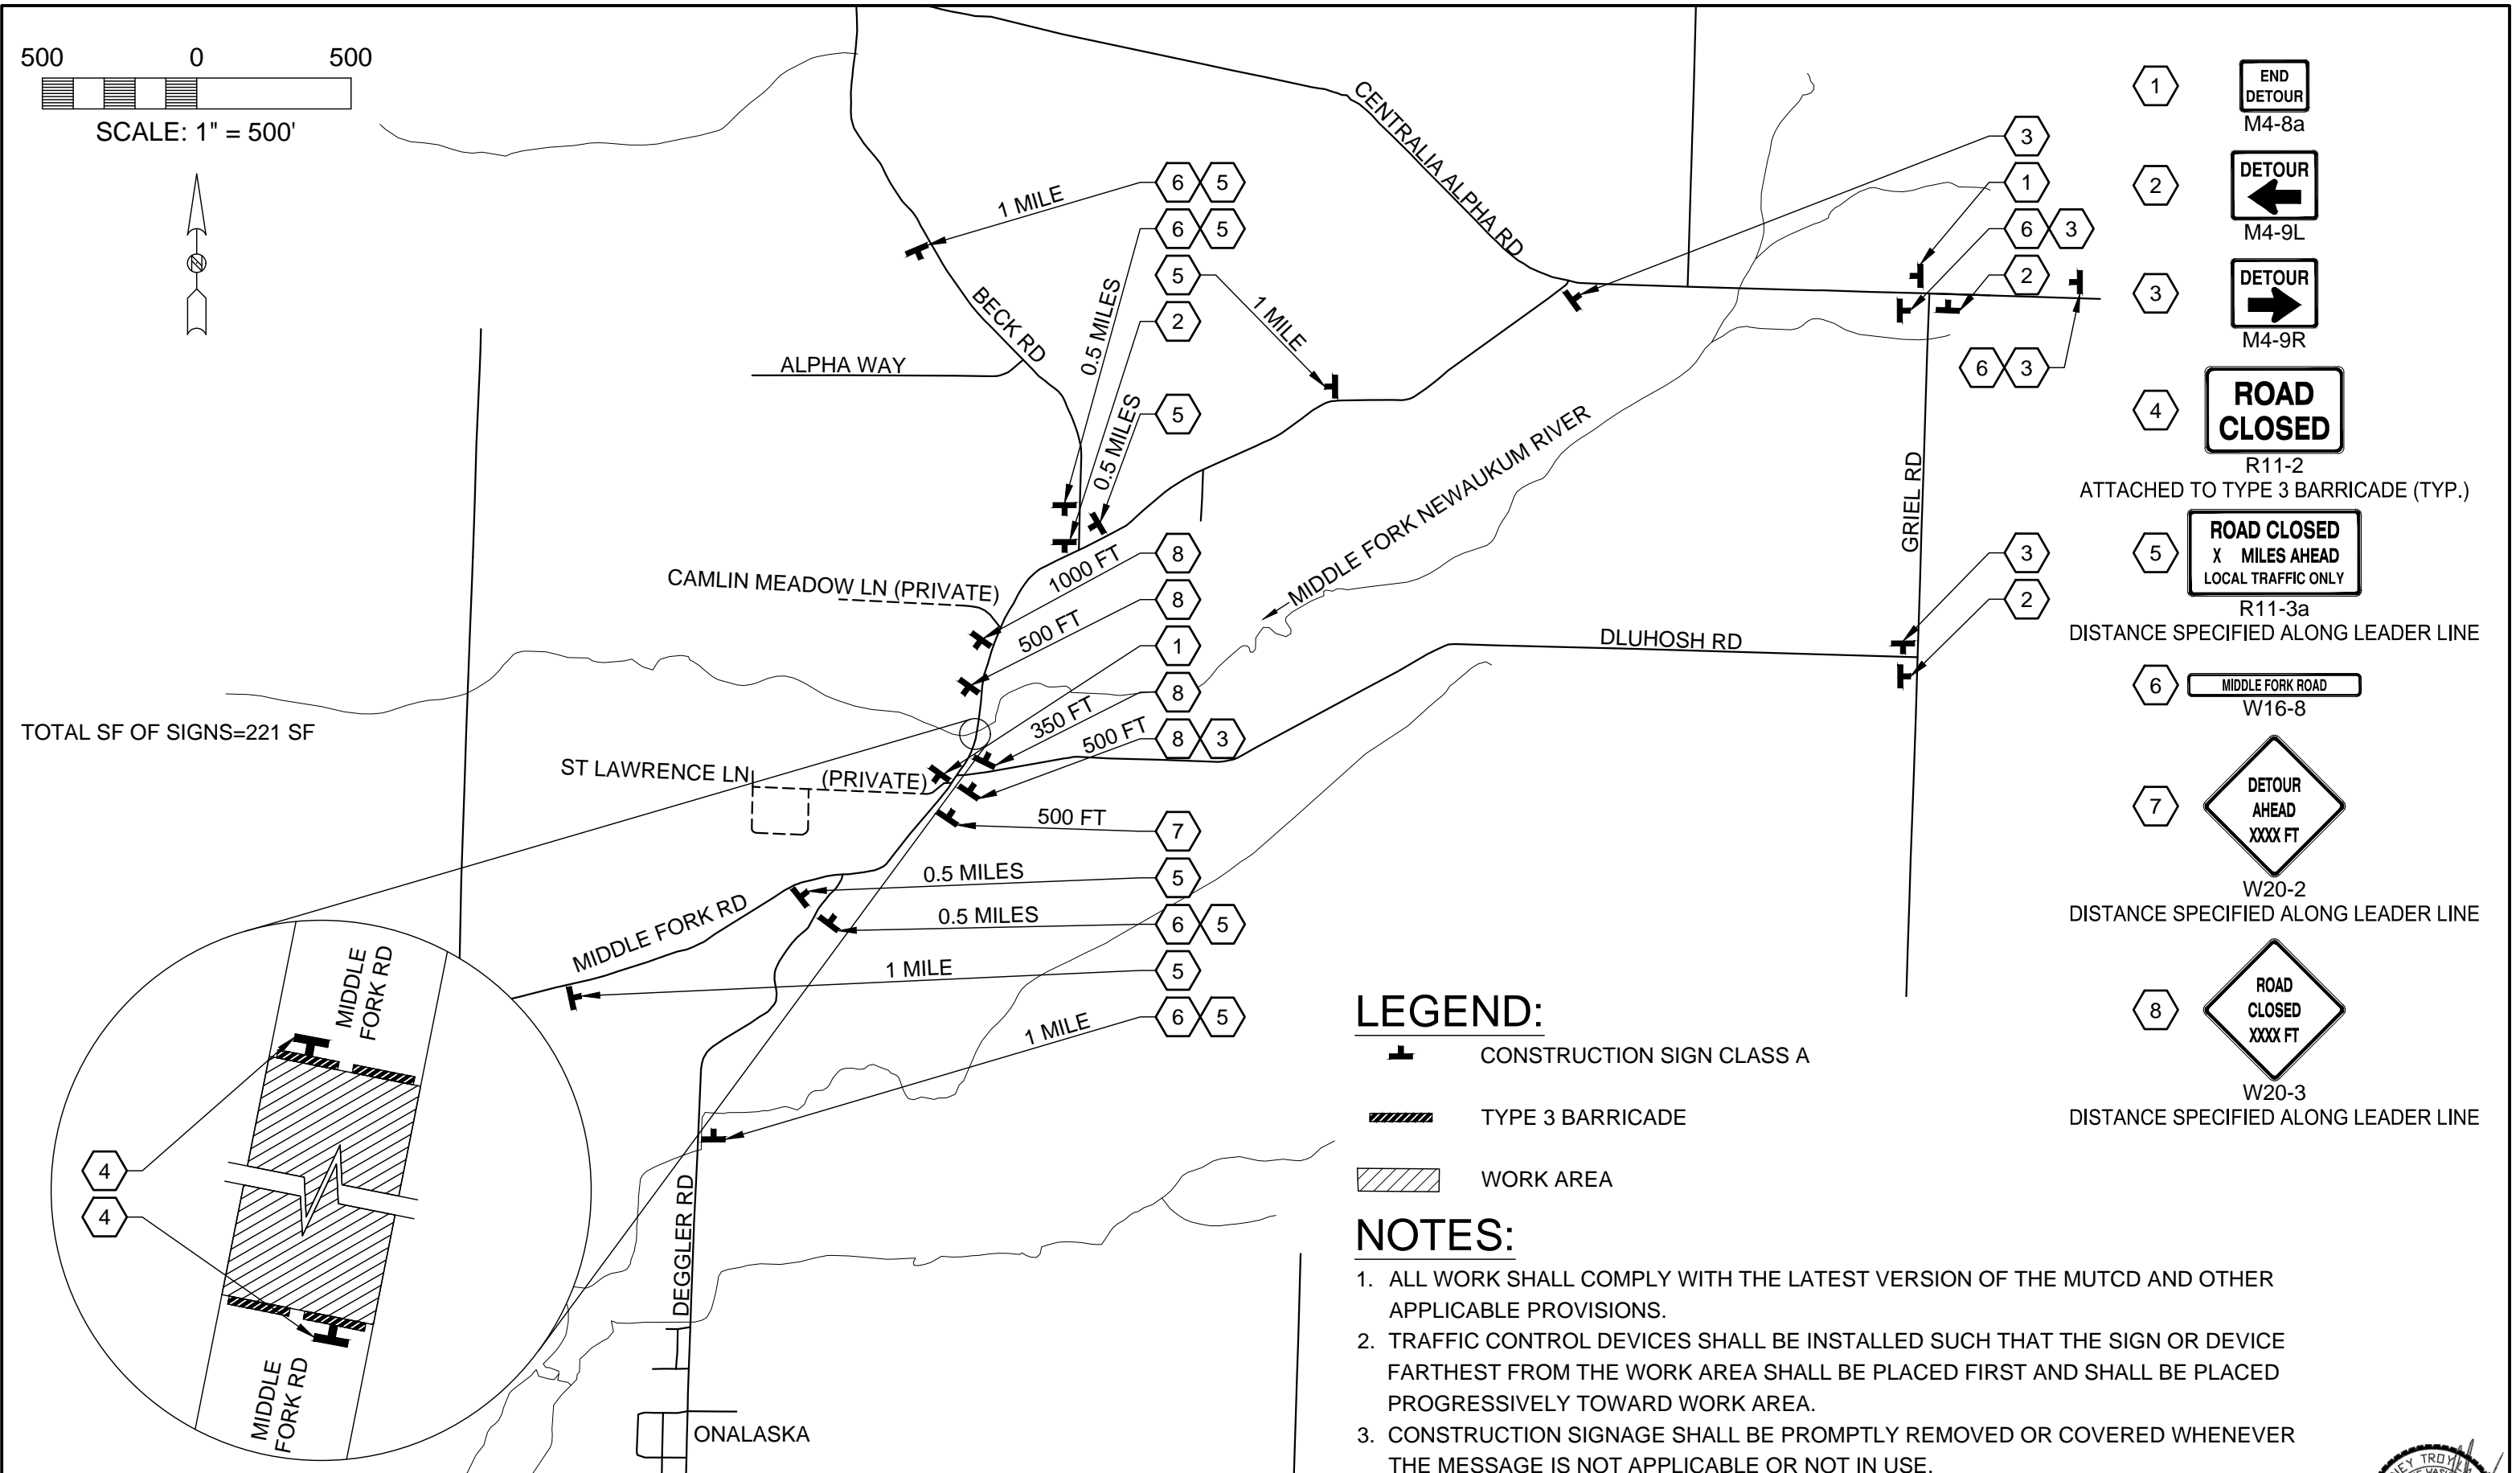 500 0 500
SCALE: 1" = 500'
N
TOTAL SF OF SIGNS=221 SF
CENTRALIA ALPHA RD
BECK RD
ALPHA WAY
CAMLIN MEADOW LN (PRIVATE)
MIDDLE FORK NEWAUKUM RIVER
GRIEL RD
DLUHOSH RD
ST LAWRENCE LN (PRIVATE)
MIDDLE FORK RD
DEGGLER RD
ONALASKA
1 MILE 6 5
0.5 MILES 6 5
1 MILE 5
2
0.5 MILES 5
1000 FT 8
500 FT 8
1
350 FT 8
500 FT 8 3
500 FT 7
0.5 MILES 5
0.5 MILES 6 5
1 MILE 5
1 MILE 6 5
3
1
6 3
2
6 3
3
2
MIDDLE
FORK RD
4
4
MIDDLE
FORK RD
1
END
DETOUR
M4-8a
2
DETOUR
M4-9L
3
DETOUR
M4-9R
4
ROAD
CLOSED
R11-2
ATTACHED TO TYPE 3 BARRICADE (TYP.)
5
ROAD CLOSED
X MILES AHEAD
LOCAL TRAFFIC ONLY
R11-3a
DISTANCE SPECIFIED ALONG LEADER LINE
6
MIDDLE FORK ROAD
W16-8
7
DETOUR
AHEAD
XXXX FT
W20-2
DISTANCE SPECIFIED ALONG LEADER LINE
8
ROAD
CLOSED
XXXX FT
W20-3
DISTANCE SPECIFIED ALONG LEADER LINE
LEGEND:
CONSTRUCTION SIGN CLASS A
TYPE 3 BARRICADE
WORK AREA
NOTES:
1. ALL WORK SHALL COMPLY WITH THE LATEST VERSION OF THE MUTCD AND OTHER
APPLICABLE PROVISIONS.
2. TRAFFIC CONTROL DEVICES SHALL BE INSTALLED SUCH THAT THE SIGN OR DEVICE
FARTHEST FROM THE WORK AREA SHALL BE PLACED FIRST AND SHALL BE PLACED
PROGRESSIVELY TOWARD WORK AREA.
3. CONSTRUCTION SIGNAGE SHALL BE PROMPTLY REMOVED OR COVERED WHENEVER
THE MESSAGE IS NOT APPLICABLE OR NOT IN USE.